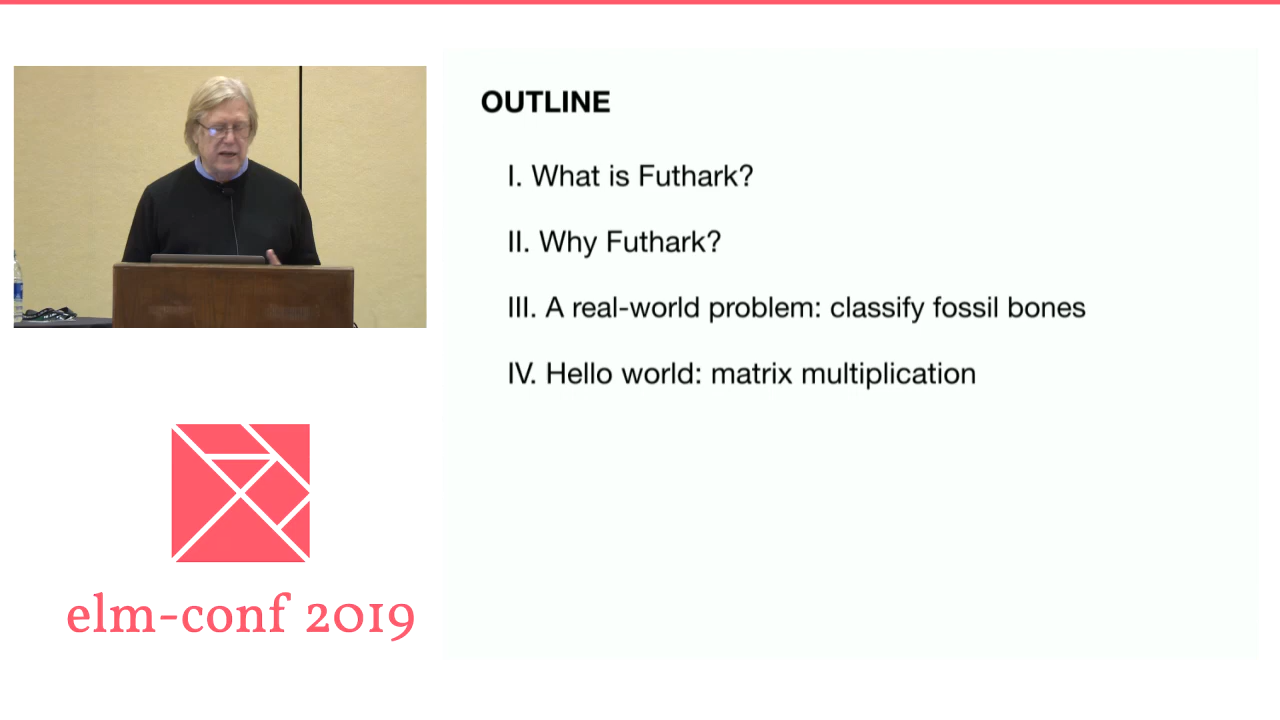 OUTLINE
I. What is Futhark?
II. Why Futhark?
III. A real-world problem: classify fossil bones
IV. Hello world: matrix multiplication
elm-conf 2019